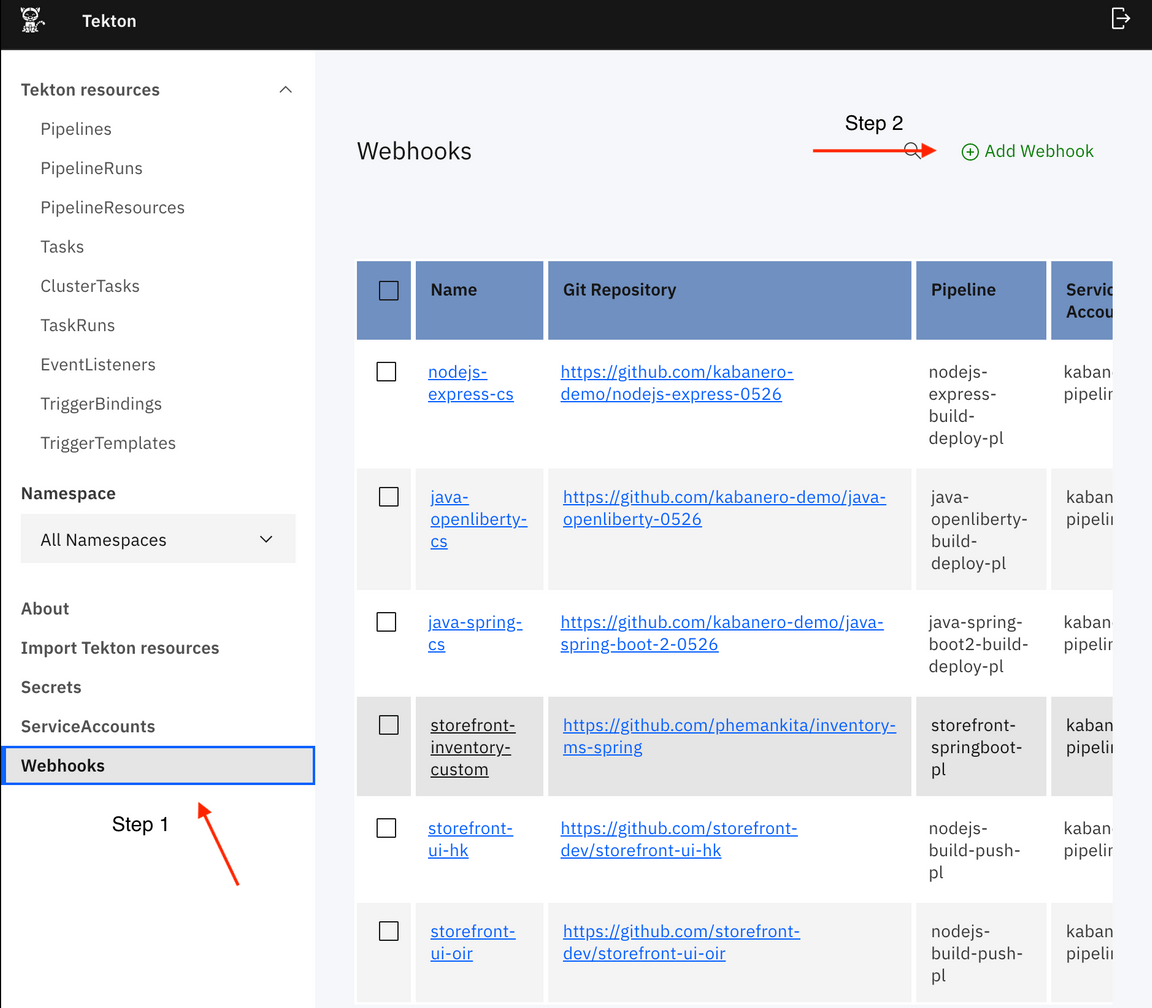 Tekton
Tekton resources
Pipelines
PipelineRuns
PipelineResources
Tasks
ClusterTasks
TaskRuns
EventListeners
TriggerBindings
TriggerTemplates
Namespace
All Namespaces
About
Import Tekton resources
Secrets
ServiceAccounts
Webhooks
Step 1
Webhooks
Step 2
Add Webhook
Name
Git Repository
Pipeline
Servic
Accou
nodejs-
express-cs
https://github.com/kabanero-
demo/nodejs-express-0526
nodejs-
express-
build-
deploy-pl
kaban
pipelin
java-
openliberty-
cs
https://github.com/kabanero-demo/java-
openliberty-0526
java-
openliberty-
build-
deploy-pl
kaban
pipelin
java-spring-
cs
https://github.com/kabanero-demo/java-
spring-boot-2-0526
java-spring-
boot2-build-
deploy-pl
kaban
pipelin
storefront-
inventory-
custom
https://github.com/phemankita/inventory-
ms-spring
storefront-
springboot-
pl
kaban
pipelin
storefront-
ui-hk
https://github.com/storefront-
dev/storefront-ui-hk
nodejs-
build-push-
pl
kaban
pipelin
storefront-
ui-oir
https://github.com/storefront-
dev/storefront-ui-oir
nodejs-
build-push-
pl
kaban
pipelin